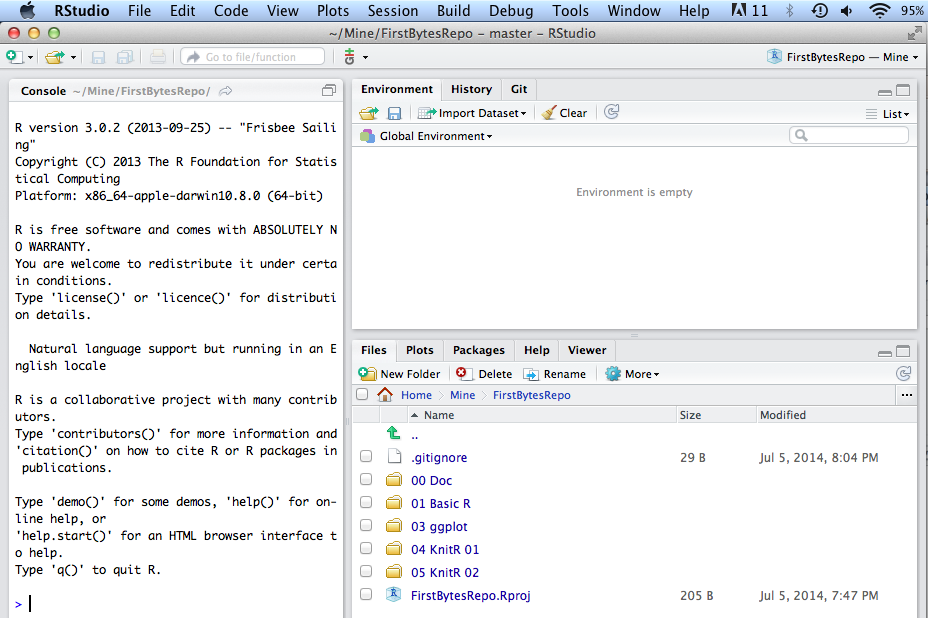 RStudio File Edit Code View Plots Session Build Debug Tools Window Help 11 95%
~/Mine/FirstBytesRepo – master – RStudio
Go to file/function
FirstBytesRepo — Mine
Console ~/Mine/FirstBytesRepo/
R version 3.0.2 (2013-09-25) -- "Frisbee Saili
ng"
Copyright (C) 2013 The R Foundation for Statis
tical Computing
Platform: x86_64-apple-darwin10.8.0 (64-bit)
R is free software and comes with ABSOLUTELY N
O WARRANTY.
You are welcome to redistribute it under certa
in conditions.
Type 'license()' or 'licence()' for distributi
on details.
Natural language support but running in an E
nglish locale
R is a collaborative project with many contrib
utors.
Type 'contributors()' for more information and
'citation()' on how to cite R or R packages in
publications.
Type 'demo()' for some demos, 'help()' for on-
line help, or
'help.start()' for an HTML browser interface t
o help.
Type 'q()' to quit R.
>
Environment History Git
Import Dataset Clear List
Global Environment
Environment is empty
Files Plots Packages Help Viewer
New Folder Delete Rename More
Home Mine FirstBytesRepo ...
Name Size Modified
..
.gitignore 29 B Jul 5, 2014, 8:04 PM
00 Doc
01 Basic R
03 ggplot
04 KnitR 01
05 KnitR 02
FirstBytesRepo.Rproj 205 B Jul 5, 2014, 7:47 PM